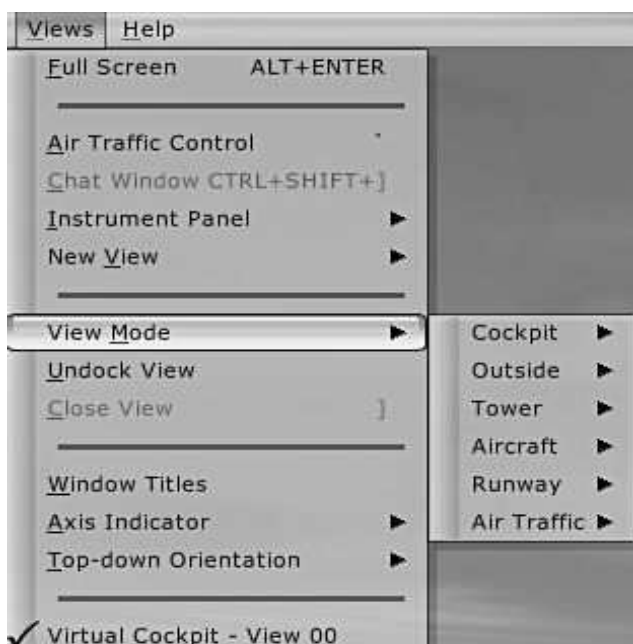 Views Help
Full Screen ALT+ENTER
Air Traffic Control
Chat Window CTRL+SHIFT+]
Instrument Panel
New View
View Mode
Undock View
Close View ]
Window Titles
Axis Indicator
Top-down Orientation
Virtual Cockpit - View 00
Cockpit
Outside
Tower
Aircraft
Runway
Air Traffic